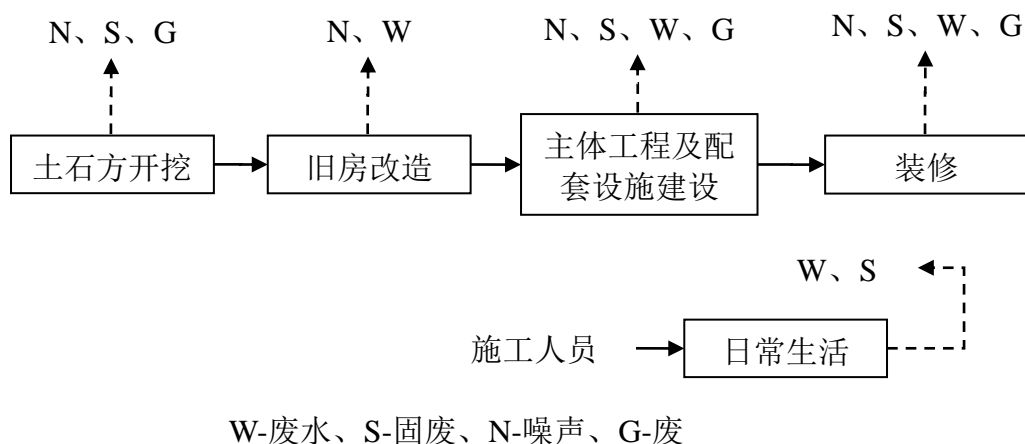 N、S、G
N、W
N、S、W、G
N、S、W、G
土石方开挖
旧房改造
主体工程及配
套设施建设
装修
W、S
施工人员
日常生活
W-废水、S-固废、N-噪声、G-废